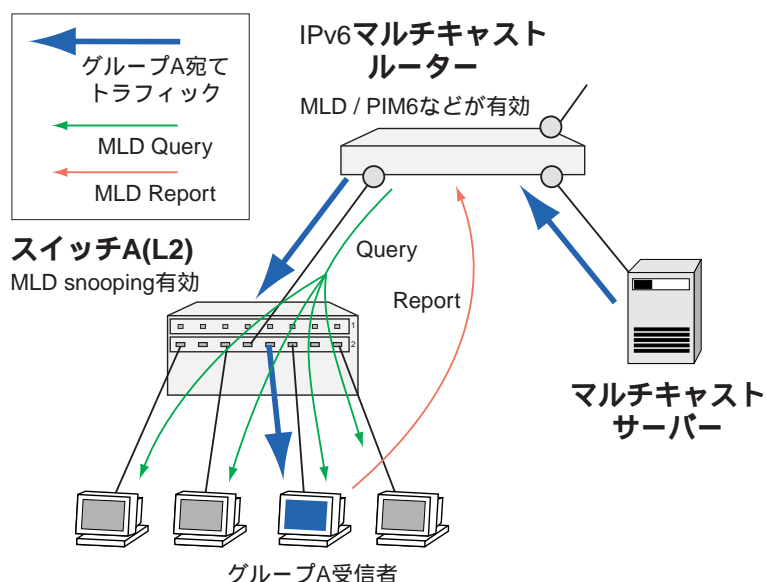 グループA宛て
トラフィック
MLD Query
MLD Report
IPv6マルチキャスト
ルーター
MLD / PIM6などが有効
スイッチA(L2)
MLD snooping有効
Query
Report
1
2
マルチキャスト
サーバー
グループA受信者